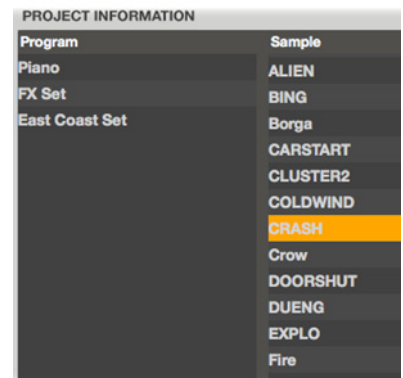 PROJECT INFORMATION
Program
Piano
FX Set
East Coast Set
Sample
ALIEN
BING
Borga
CARSTART
CLUSTER2
COLDWIND
CRASH
Crow
DOORSHUT
DUENG
EXPLO
Fire